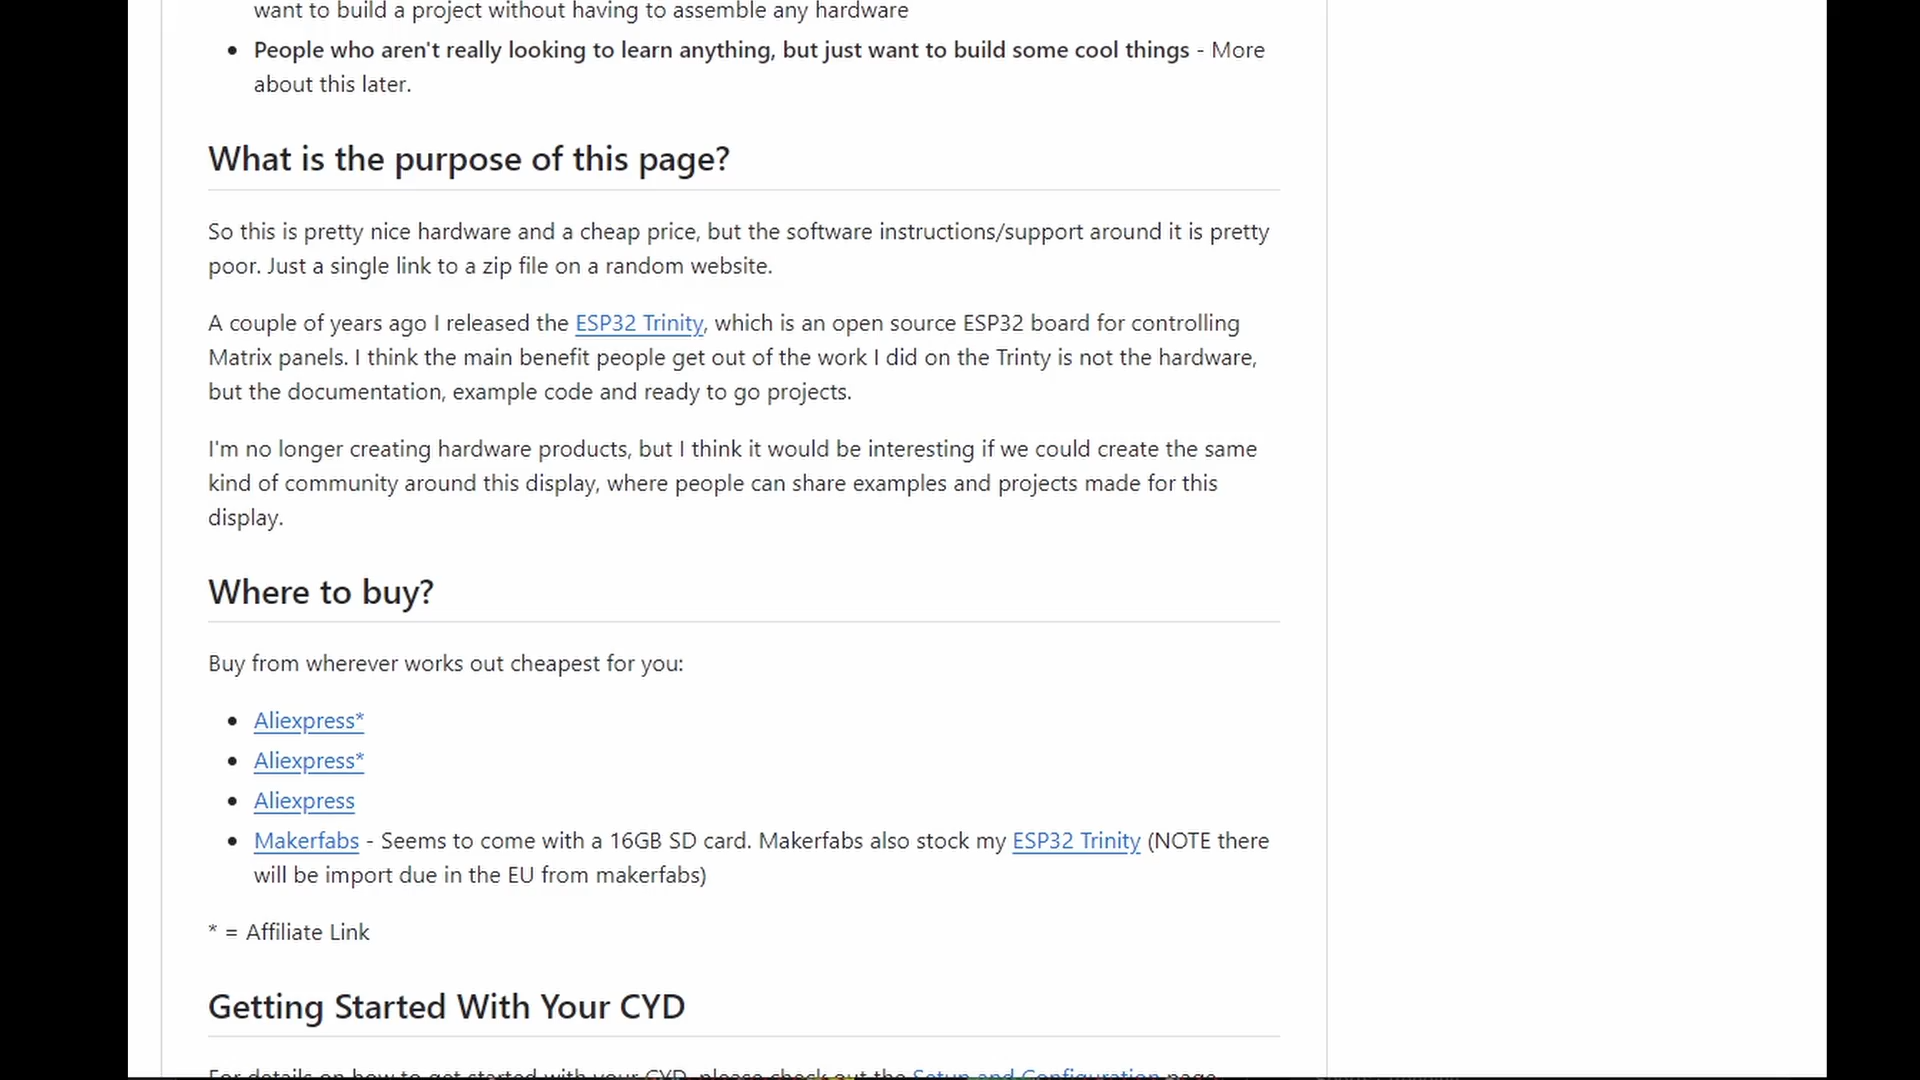 want to build a project without having to assemble any hardware
• People who aren't really looking to learn anything, but just want to build some cool things - More
about this later.
What is the purpose of this page?
So this is pretty nice hardware and a cheap price, but the software instructions/support around it is pretty
poor. Just a single link to a zip file on a random website.
A couple of years ago I released the ESP32 Trinity, which is an open source ESP32 board for controlling
Matrix panels. I think the main benefit people get out of the work I did on the Trinty is not the hardware,
but the documentation, example code and ready to go projects.
I'm no longer creating hardware products, but I think it would be interesting if we could create the same
kind of community around this display, where people can share examples and projects made for this
display.
Where to buy?
Buy from wherever works out cheapest for you:
• Aliexpress*
• Aliexpress*
• Aliexpress
• Makerfabs - Seems to come with a 16GB SD card. Makerfabs also stock my ESP32 Trinity (NOTE there
will be import due in the EU from makerfabs)
* = Affiliate Link
Getting Started With Your CYD
For details on how to get started with your CYD, please check out the Setup and Configuration page